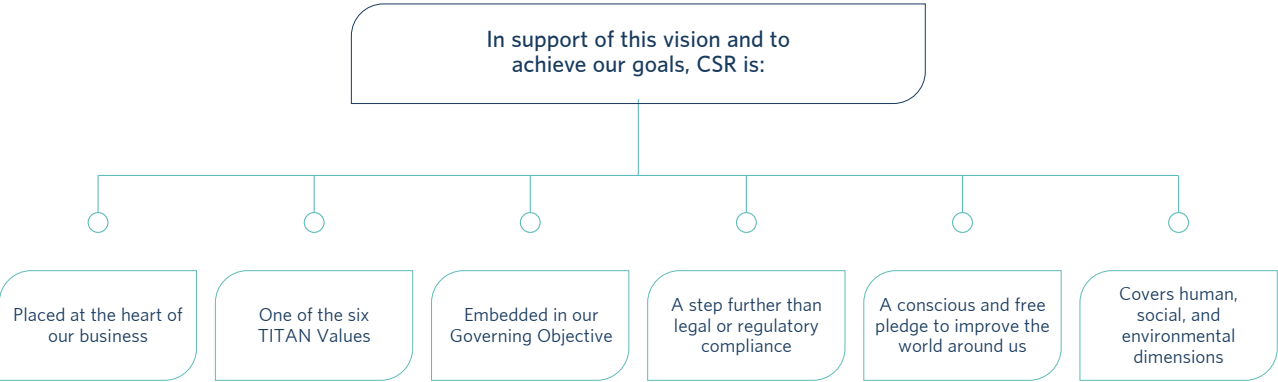 In support of this vision and to
achieve our goals, CSR is:
Placed at the heart of
our business
One of the six
TITAN Values
Embedded in our
Governing Objective
A step further than
legal or regulatory
compliance
A conscious and free
pledge to improve the
world around us
Covers human,
social, and
environmental
dimensions